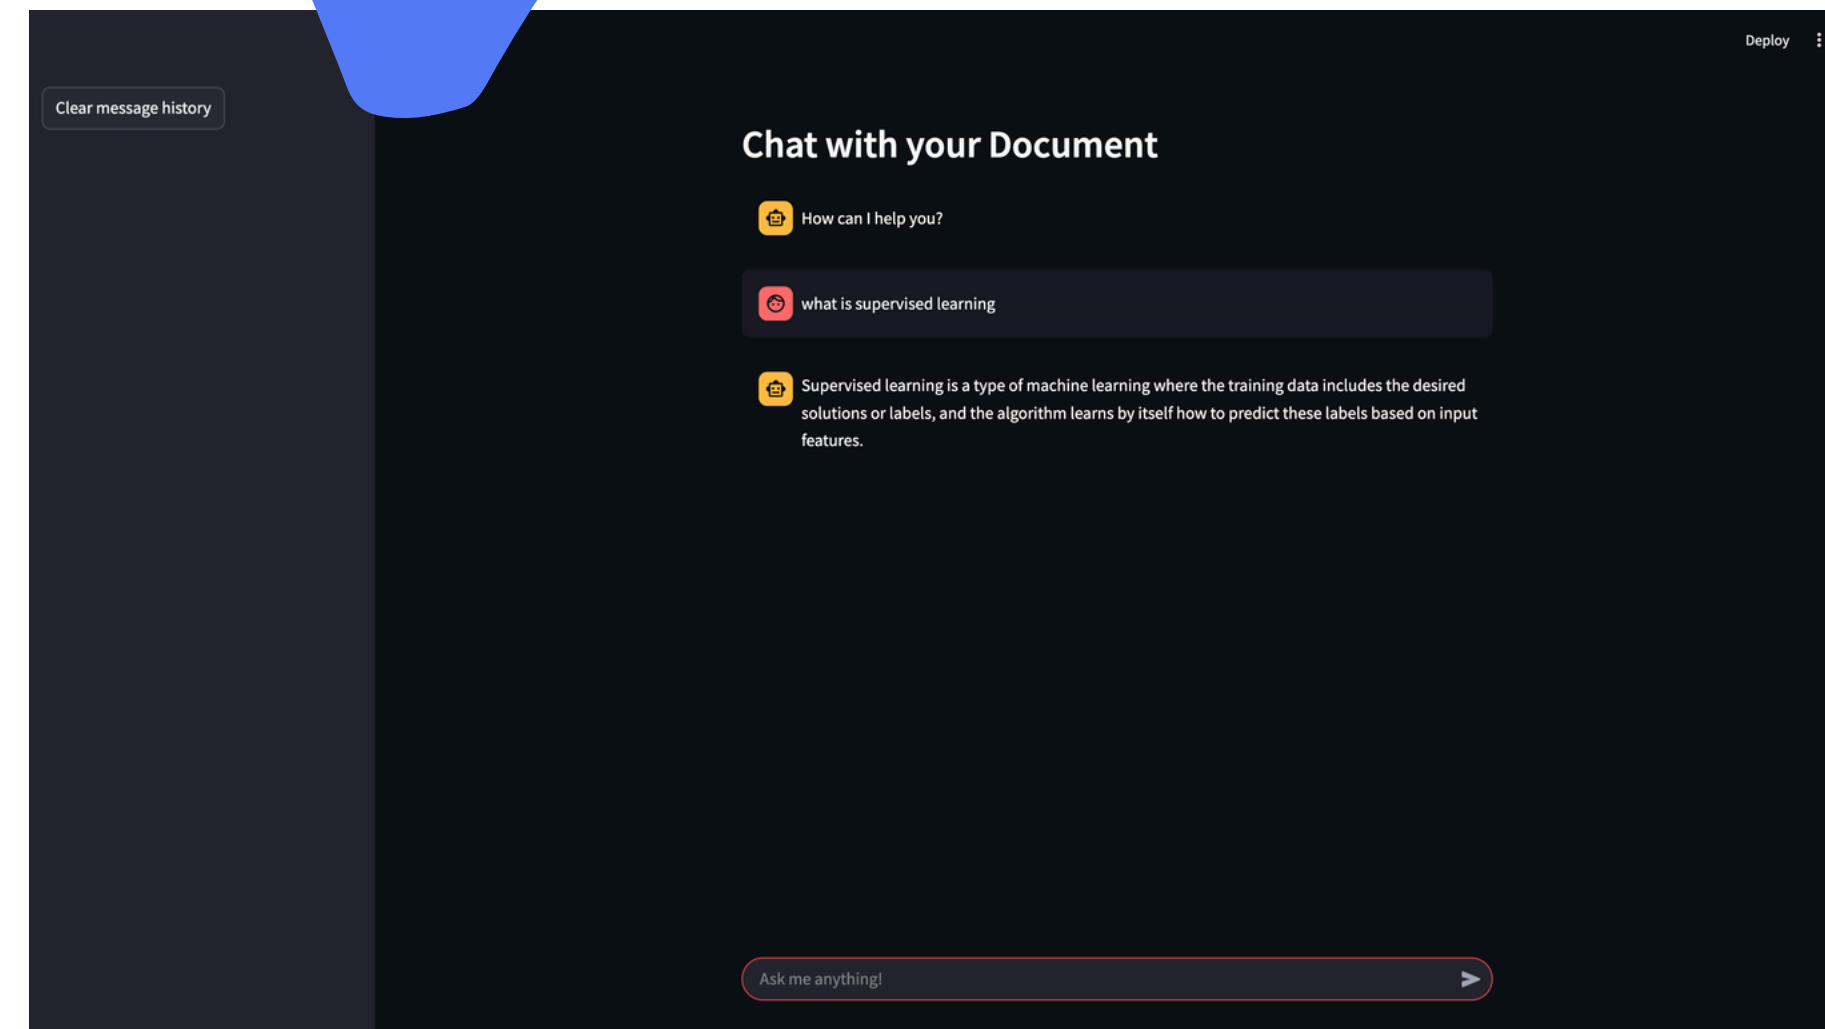 Deploy
Clear message history
Chat with your Document
How can I help you?
what is supervised learning
Supervised learning is a type of machine learning where the training data includes the desired
solutions or labels, and the algorithm learns by itself how to predict these labels based on input
features.
Ask me anything!